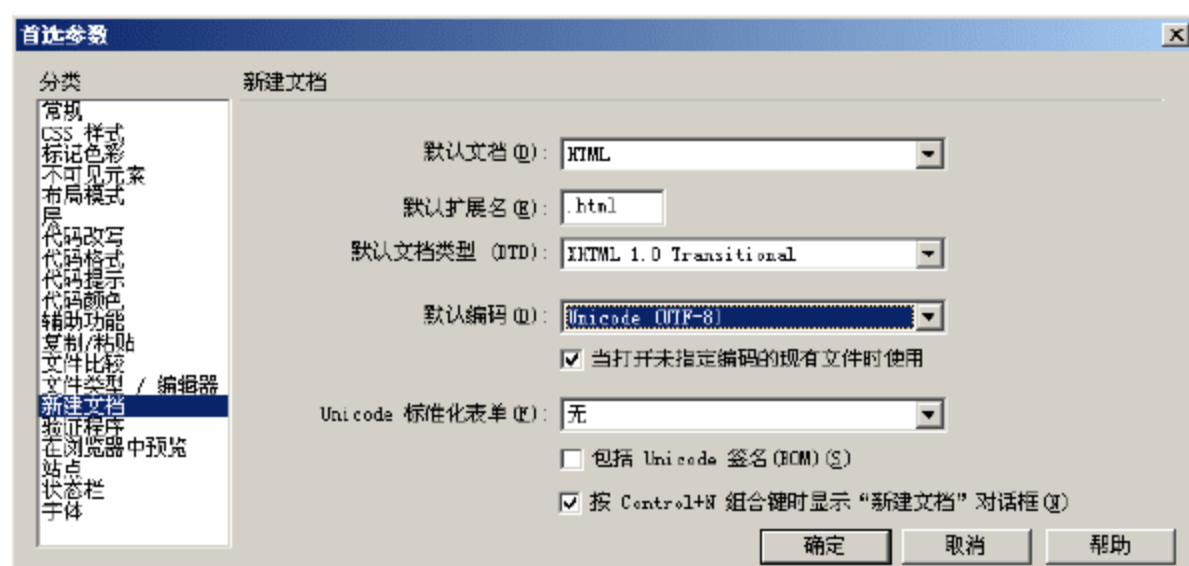 首选参数
分类
常规
CSS 样式
标记色彩
不可见元素
布局模式
层
代码改写
代码格式
代码提示
代码颜色
辅助功能
复制/粘贴
文件比较
文件类型 / 编辑器
新建文档
验证程序
在浏览器中预览
站点
状态栏
字体
新建文档
默认文档(D): HTML
默认扩展名(E): .html
默认文档类型 (DTD): XHTML 1.0 Transitional
默认编码(U): Unicode (UTF-8)
当打开未指定编码的现有文件时使用
Unicode 标准化表单(F): 无
包括 Unicode 签名(BOM)(S)
按 Control+N 组合键时显示“新建文档”对话框(N)
确定 取消 帮助